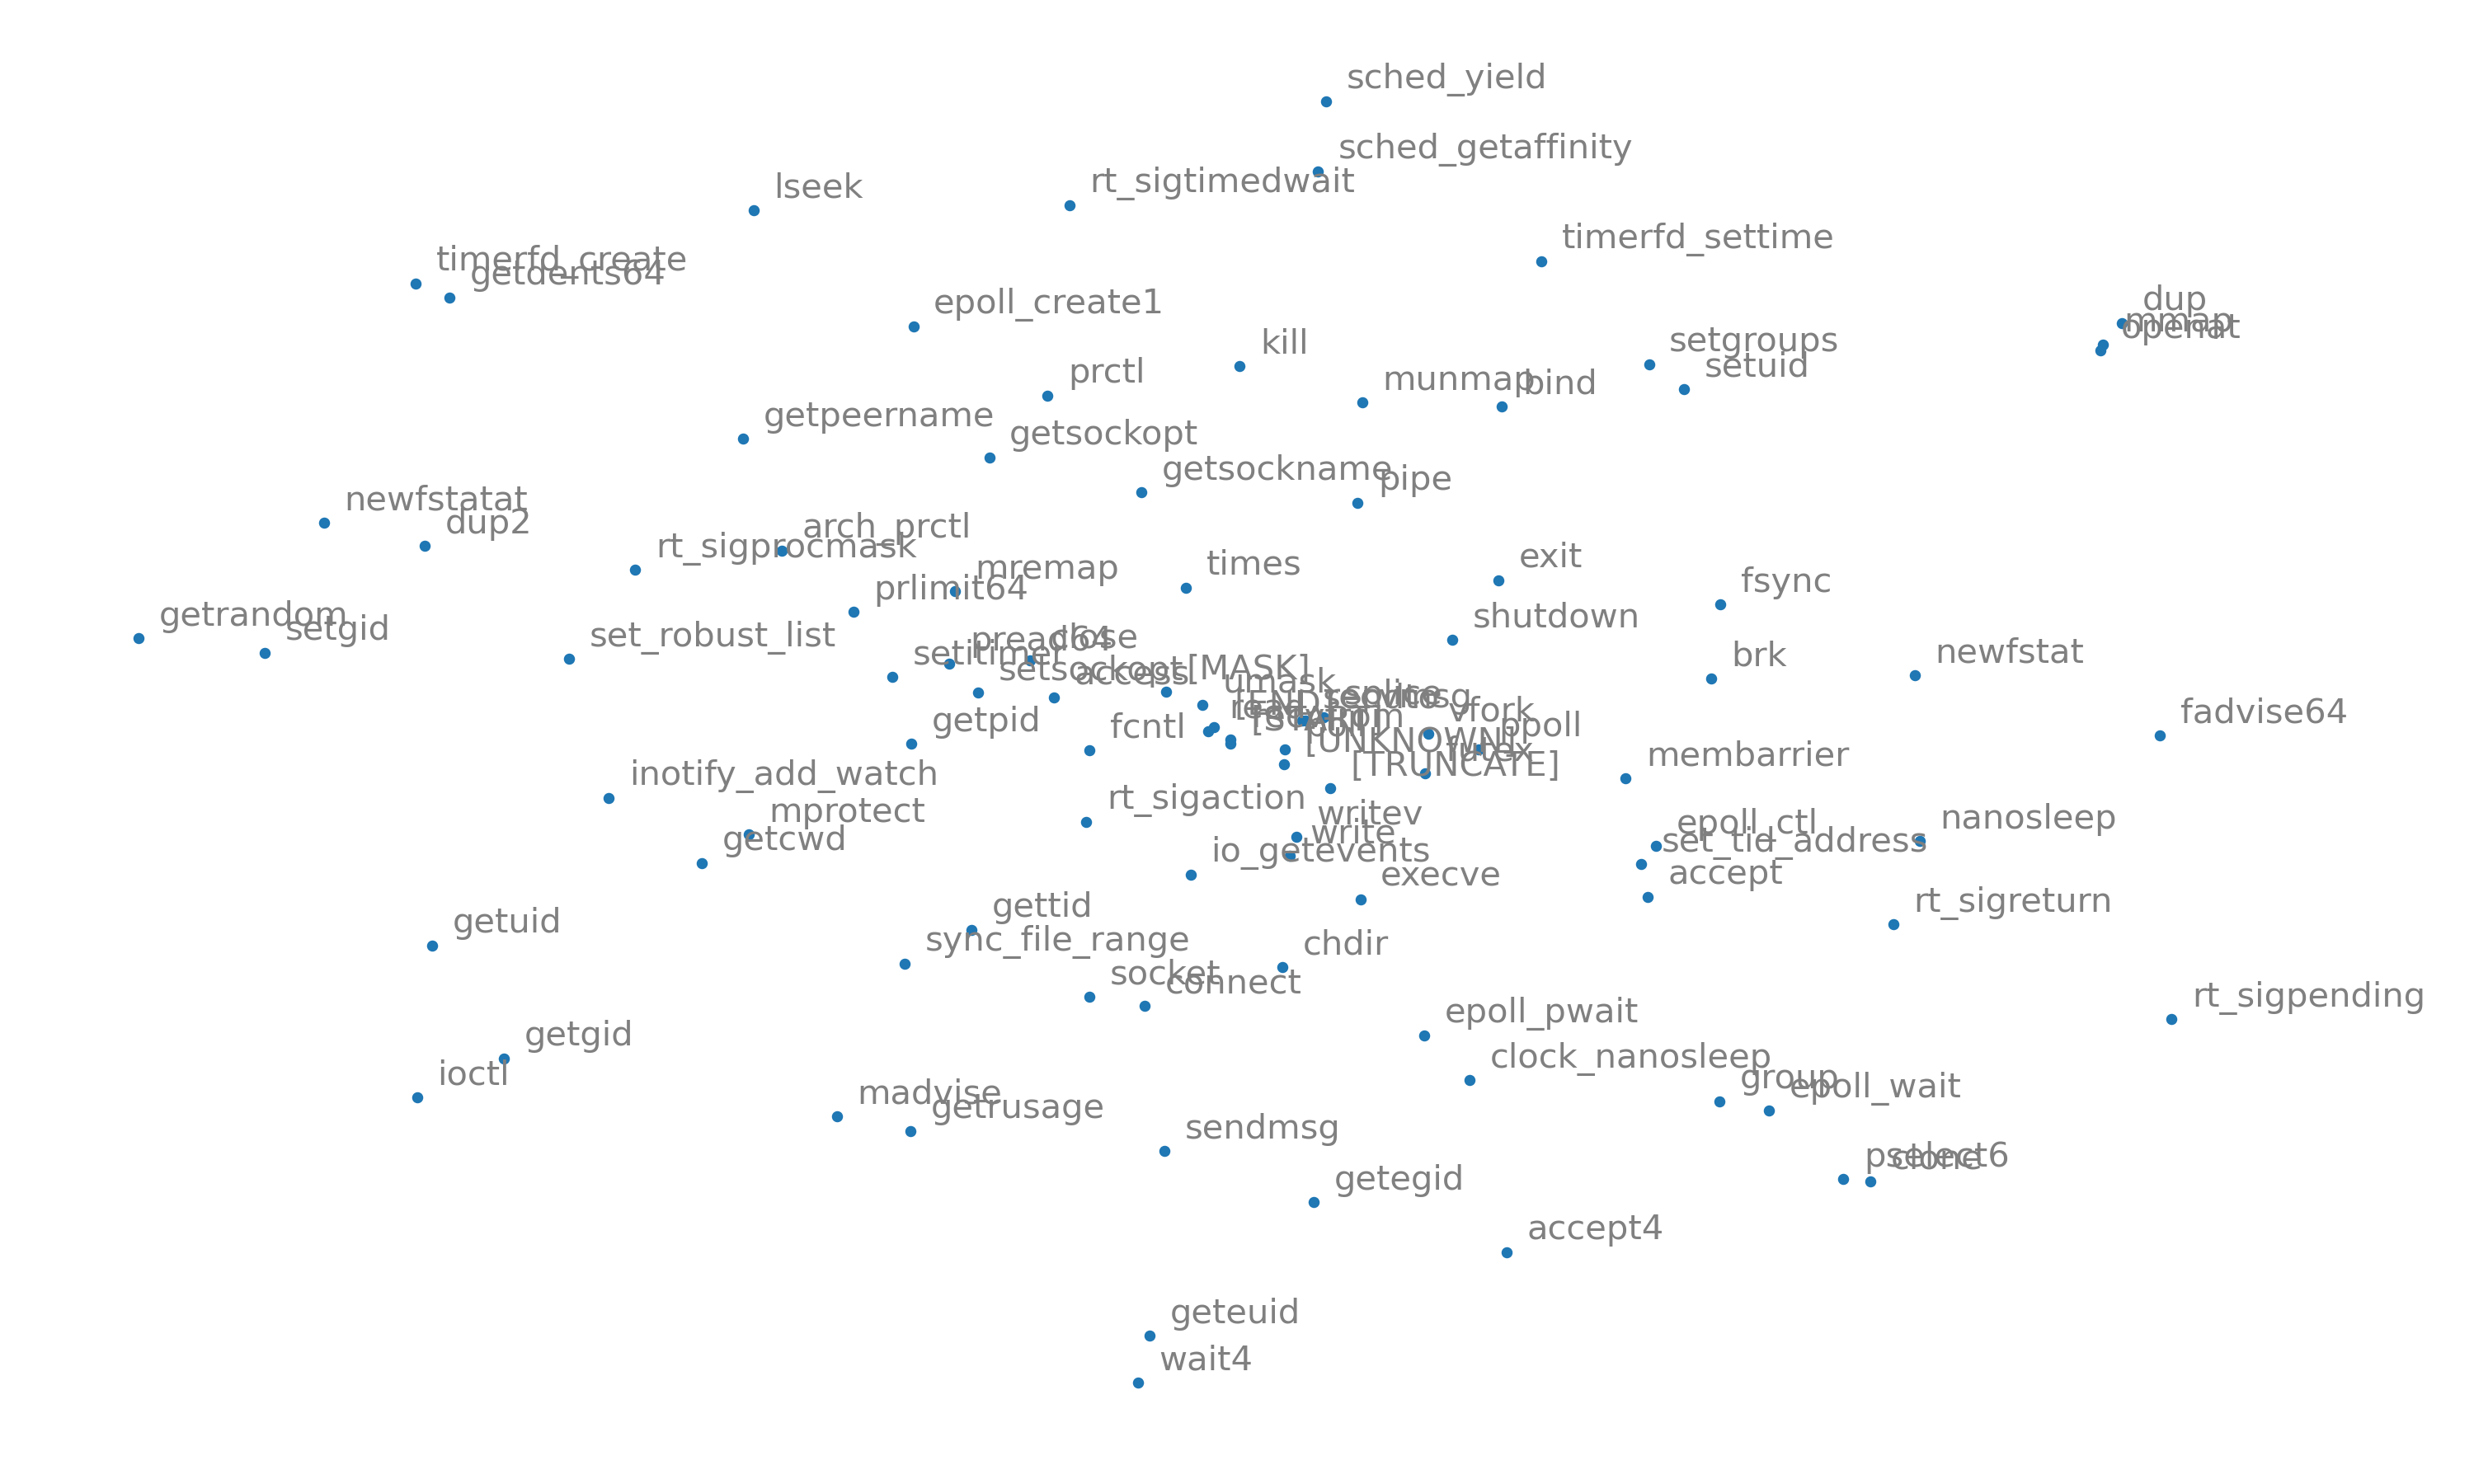 sched_yield
sched_getaffinity
rt_sigtimedwait
lseek
timerfd_settime
timerfd_create
getdents64
epoll_create1
dup
mmap
openat
kill
setgroups
setuid
prctl
munmap
bind
getpeername
getsockopt
getsockname
pipe
newfstatat
dup2
arch_prctl
rt_sigprocmask
mremap
times
exit
prlimit64
fsync
getrandom
setgid
shutdown
set_robust_list
pread64
close
setitimer
brk
newfstat
setsockopt
access
[MASK]
umask
splice
[END]
read
recvmsg
vfork
fadvise64
getpid
fcntl
[START]
poll
ppoll
[UNKNOWN]
futex
membarrier
[TRUNCATE]
inotify_add_watch
rt_sigaction
mprotect
writev
getcwd
write
epoll_ctl
nanosleep
set_tid_address
io_getevents
execve
accept
gettid
rt_sigreturn
getuid
sync_file_range
chdir
socket
connect
rt_sigpending
epoll_pwait
getgid
clock_nanosleep
ioctl
group
epoll_wait
madvise
getrusage
sendmsg
pselect6
clone
getegid
accept4
geteuid
wait4